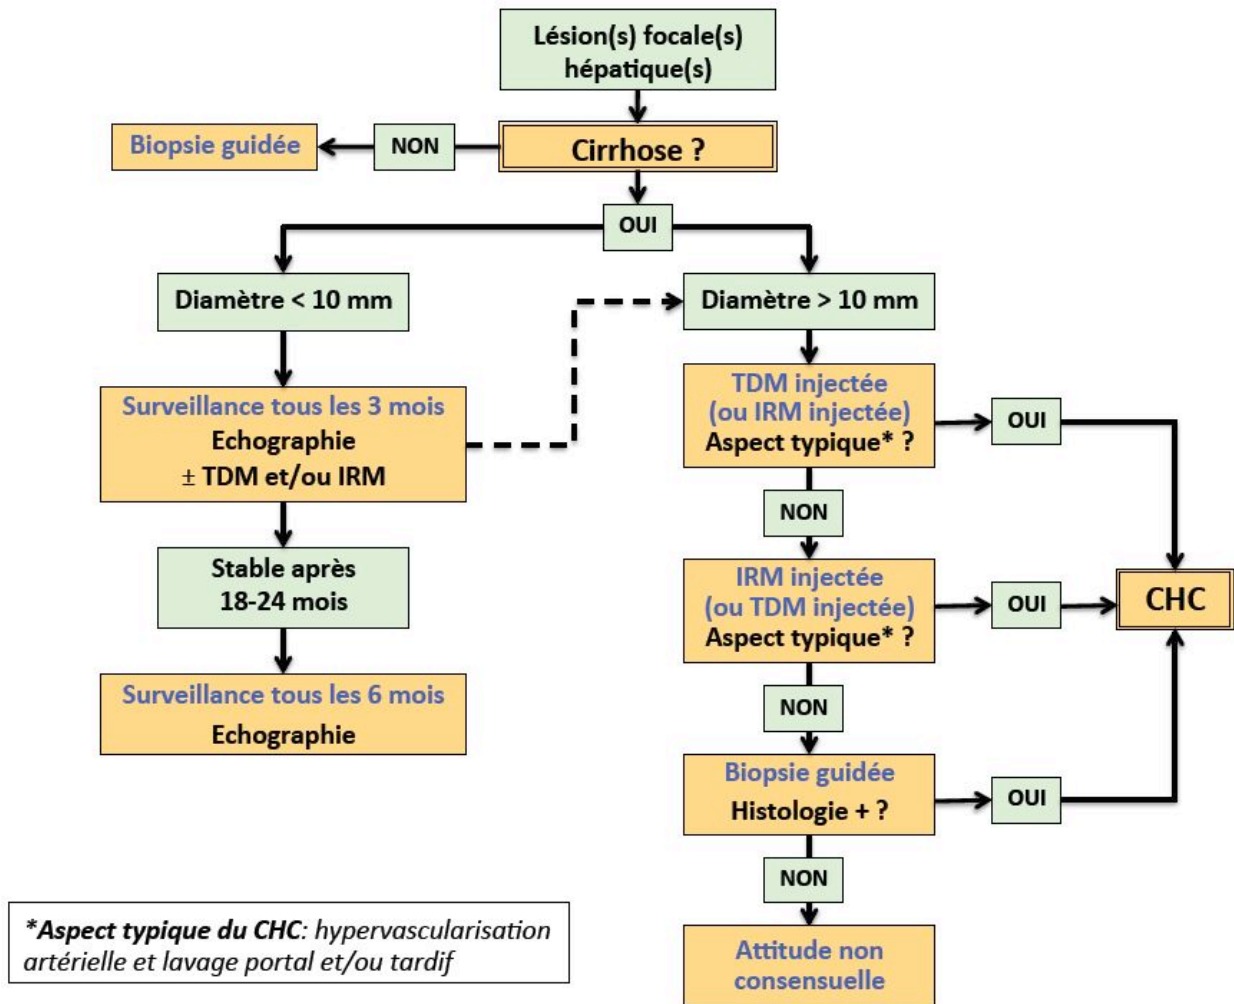 Lésion(s) focale(s)
hépatique(s)
Biopsie guidée
NON
Cirrhose ?
OUI
Diamètre < 10 mm
Diamètre > 10 mm
Surveillance tous les 3 mois
Echographie
± TDM et/ou IRM
TDM injectée
(ou IRM injectée)
Aspect typique* ?
OUI
NON
Stable après
18-24 mois
IRM injectée
(ou TDM injectée)
Aspect typique* ?
OUI
CHC
Surveillance tous les 6 mois
Echographie
NON
Biopsie guidée
Histologie + ?
OUI
NON
*Aspect typique du CHC: hypervascularisation
artérielle et lavage portal et/ou tardif
Attitude non
consensuelle